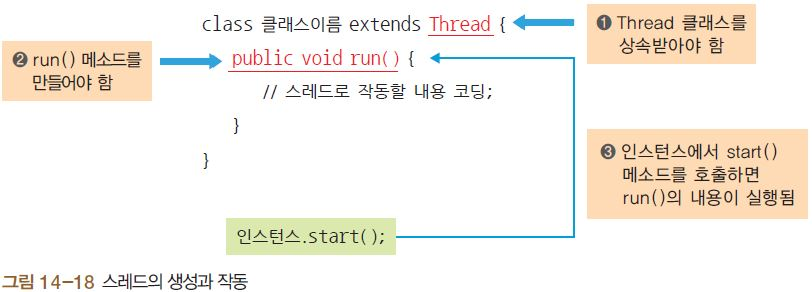 class 클래스이름 extends Thread {
❶ Thread 클래스를
상속받아야 함
❷ run() 메소드를
만들어야 함
public void run() {
// 스레드로 작동할 내용 코딩;
}
}
❸ 인스턴스에서 start()
메소드를 호출하면
run()의 내용이 실행됨
인스턴스.start();
그림 14-18 스레드의 생성과 작동